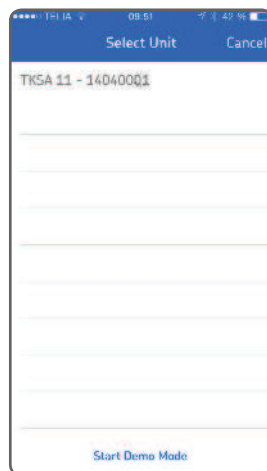 TELIA 09:51 42 %
Select Unit Cancel
TKSA 11 - 14040001
Start Demo Mode